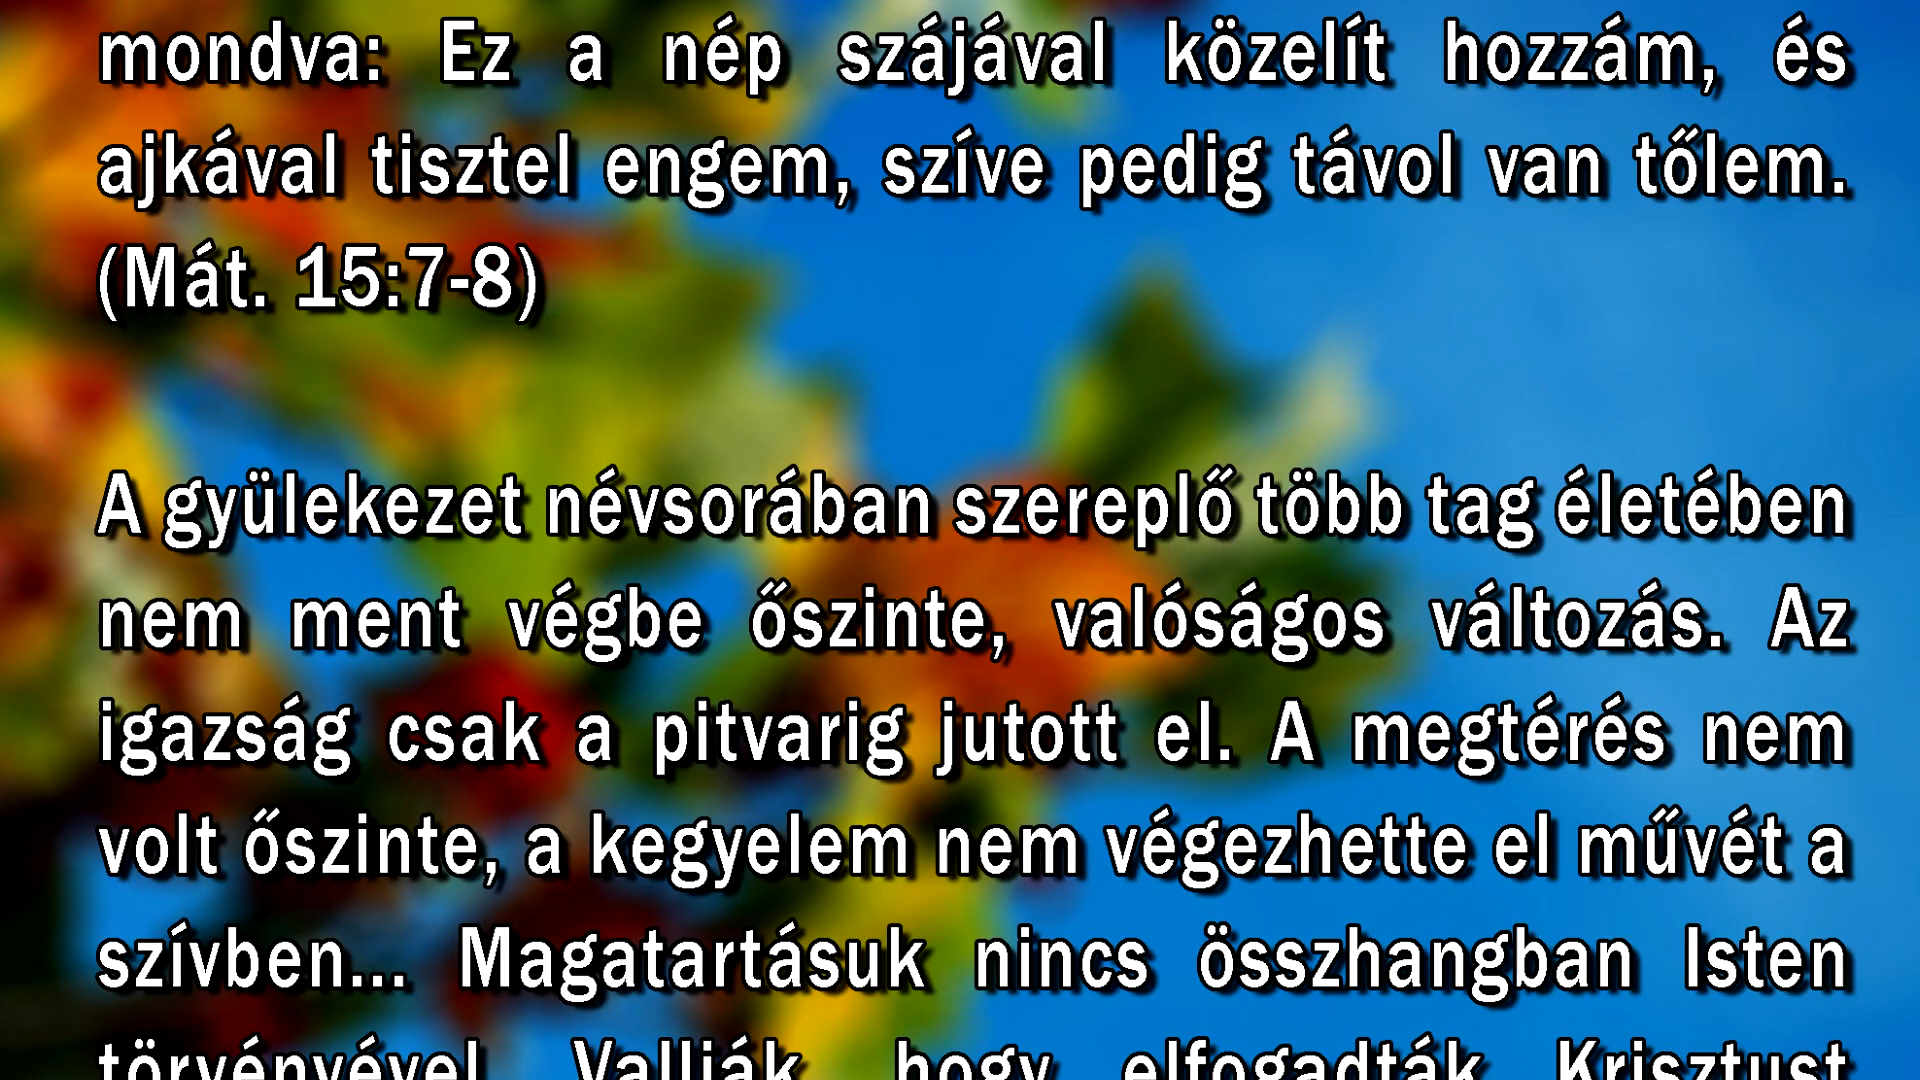 mondva: Ez a nép szájával közelít hozzám, és
ajkával tisztel engem, szíve pedig távol van tőlem.
(Mát. 15:7-8)
A gyülekezet névsorában szereplő több tag életében
nem ment végbe őszinte, valóságos változás. Az
igazság csak a pitvarig jutott el. A megtérés nem
volt őszinte, a kegyelem nem végezhette el művét a
szívben... Magatartásuk nincs összhangban Isten
törvényével. Vallják, hogy elfogadták Krisztust